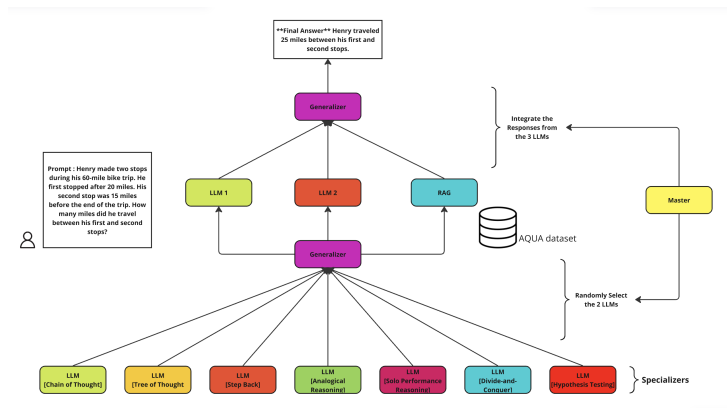 **Final Answer** Henry traveled
25 miles between his first and
second stops.
Generalizer
Integrate the
Responses from
the 3 LLMs
Prompt : Henry made two stops
during his 60-mile bike trip. He
first stopped after 20 miles. His
second stop was 15 miles
before the end of the trip. How
many miles did he travel
between his first and second
stops?
LLM 1
LLM 2
RAG
Master
AQUA dataset
Generalizer
Randomly Select
the 2 LLMs
LLM
[Chain of Thought]
LLM
[Tree of Thought
LLM
[Step Back]
LLM
[Analogical
Reasoning]
LLM
[Solo Performance
Reasoning]
LLM
[Divide-and-
Conquer]
LLM
[Hypothesis Testing]
Specializers